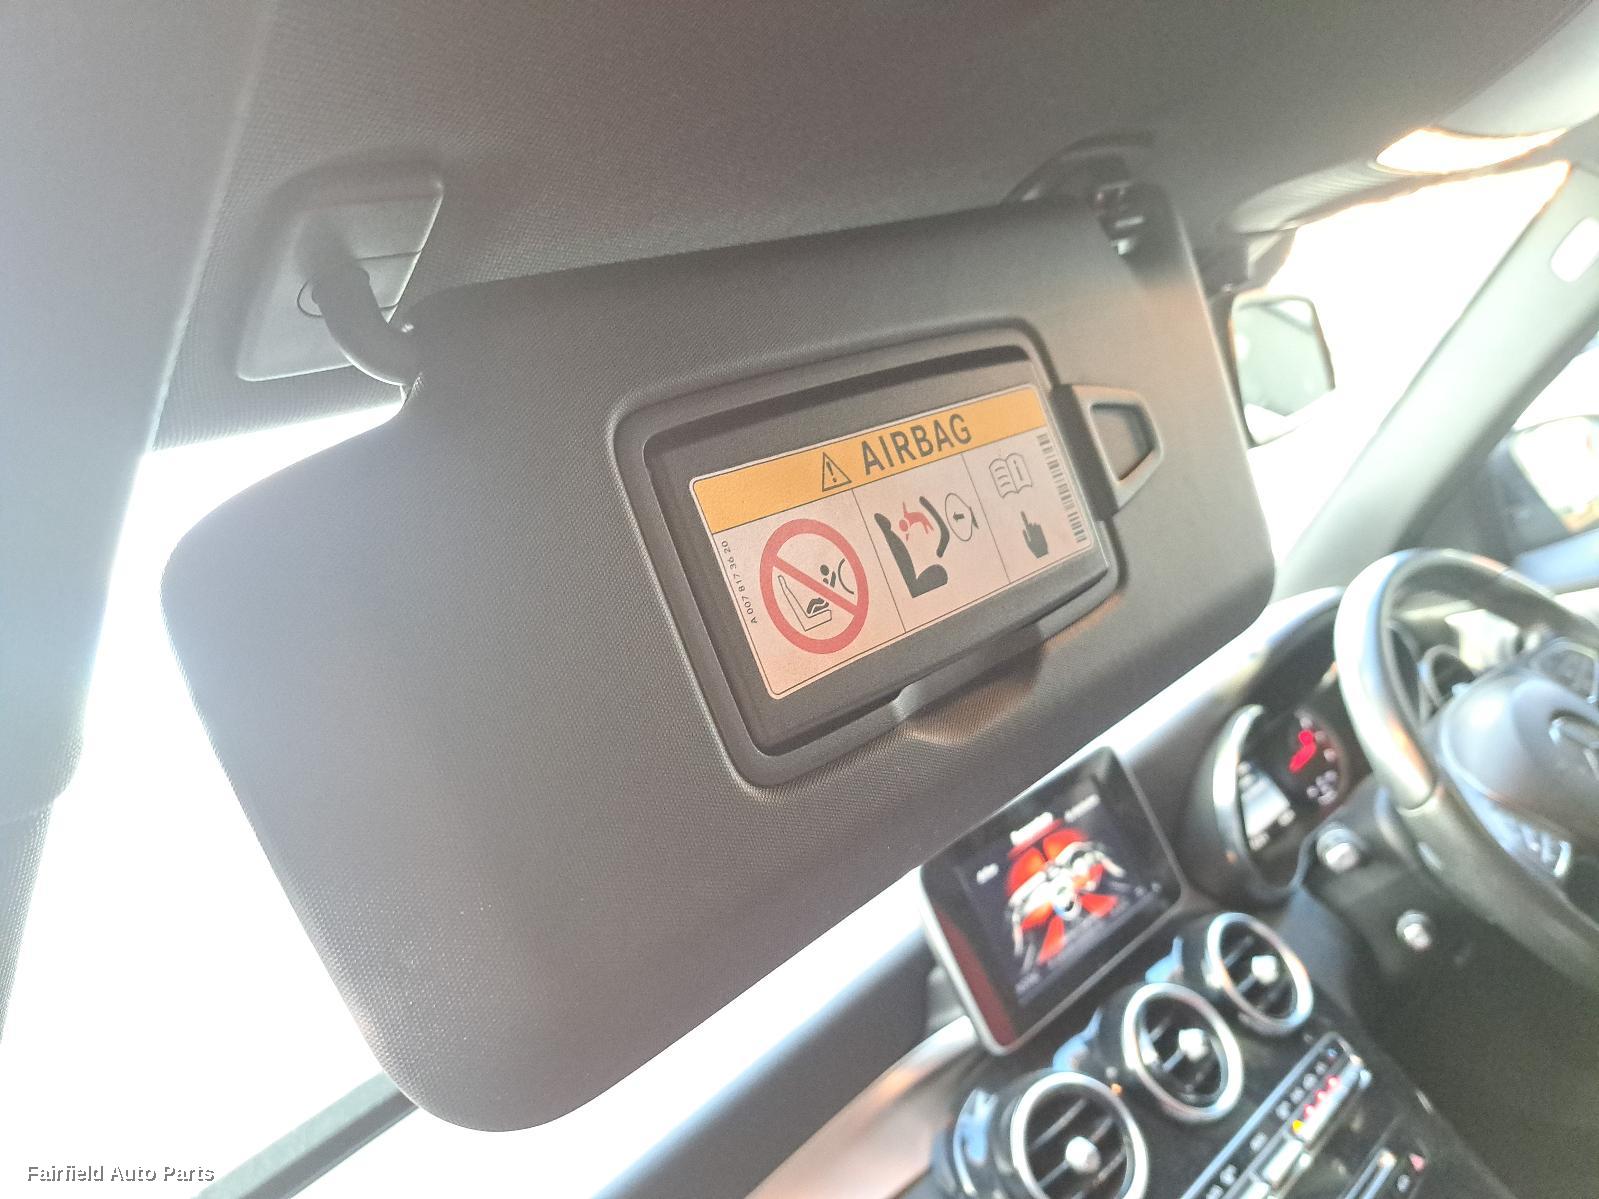 AIRBAG
A 007 817 36 20
Fairfield Auto Parts